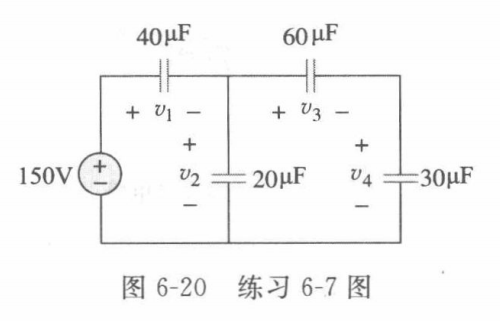 40μF 60μF
+ v₁ − + v₃ −
+ +
150V + − v₂ 20μF v₄ 30μF
− −
图 6-20 练习 6-7 图